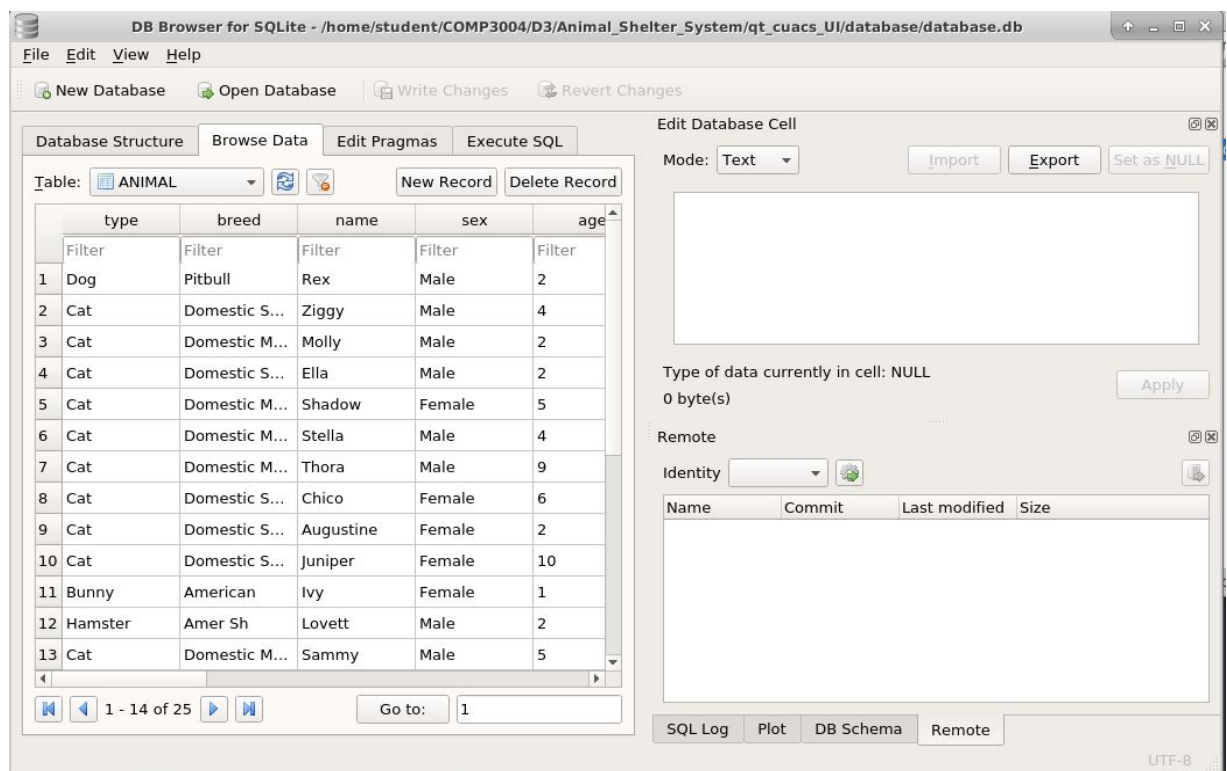 DB Browser for SQLite - /home/student/COMP3004/D3/Animal_Shelter_System/qt_cuacs_UI/database/database.db
File Edit View Help
New Database Open Database Write Changes Revert Changes
Database Structure Browse Data Edit Pragmas Execute SQL
Table: ANIMAL New Record Delete Record
type breed name sex age
Filter Filter Filter Filter Filter
1 Dog Pitbull Rex Male 2
2 Cat Domestic S... Ziggy Male 4
3 Cat Domestic M... Molly Male 2
4 Cat Domestic S... Ella Male 2
5 Cat Domestic M... Shadow Female 5
6 Cat Domestic M... Stella Male 4
7 Cat Domestic M... Thora Male 9
8 Cat Domestic S... Chico Female 6
9 Cat Domestic S... Augustine Female 2
10 Cat Domestic S... Juniper Female 10
11 Bunny American Ivy Female 1
12 Hamster Amer Sh Lovett Male 2
13 Cat Domestic M... Sammy Male 5
1 - 14 of 25 Go to: 1
Edit Database Cell
Mode: Text Import Export Set as NULL
Type of data currently in cell: NULL
0 byte(s)
Apply
Remote
Identity
Name Commit Last modified Size
SQL Log Plot DB Schema Remote
UTF-8